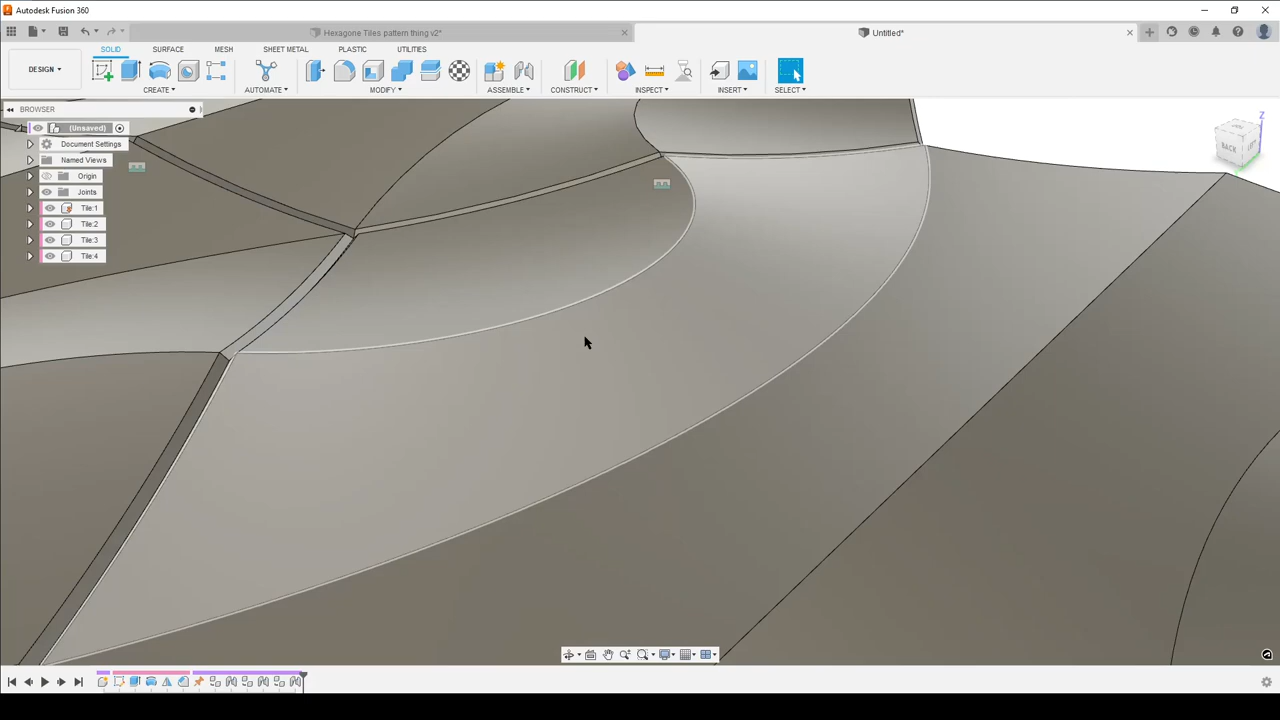 Autodesk Fusion 360
Hexagone Tiles pattern thing v2*
Untitled*
SOLID SURFACE MESH SHEET METAL PLASTIC UTILITIES
DESIGN
CREATE AUTOMATE MODIFY ASSEMBLE CONSTRUCT INSPECT INSERT SELECT
BROWSER
(Unsaved)
Document Settings
Named Views
Origin
Joints
Tile:1
Tile:2
Tile:3
Tile:4
Z
BACK LEFT